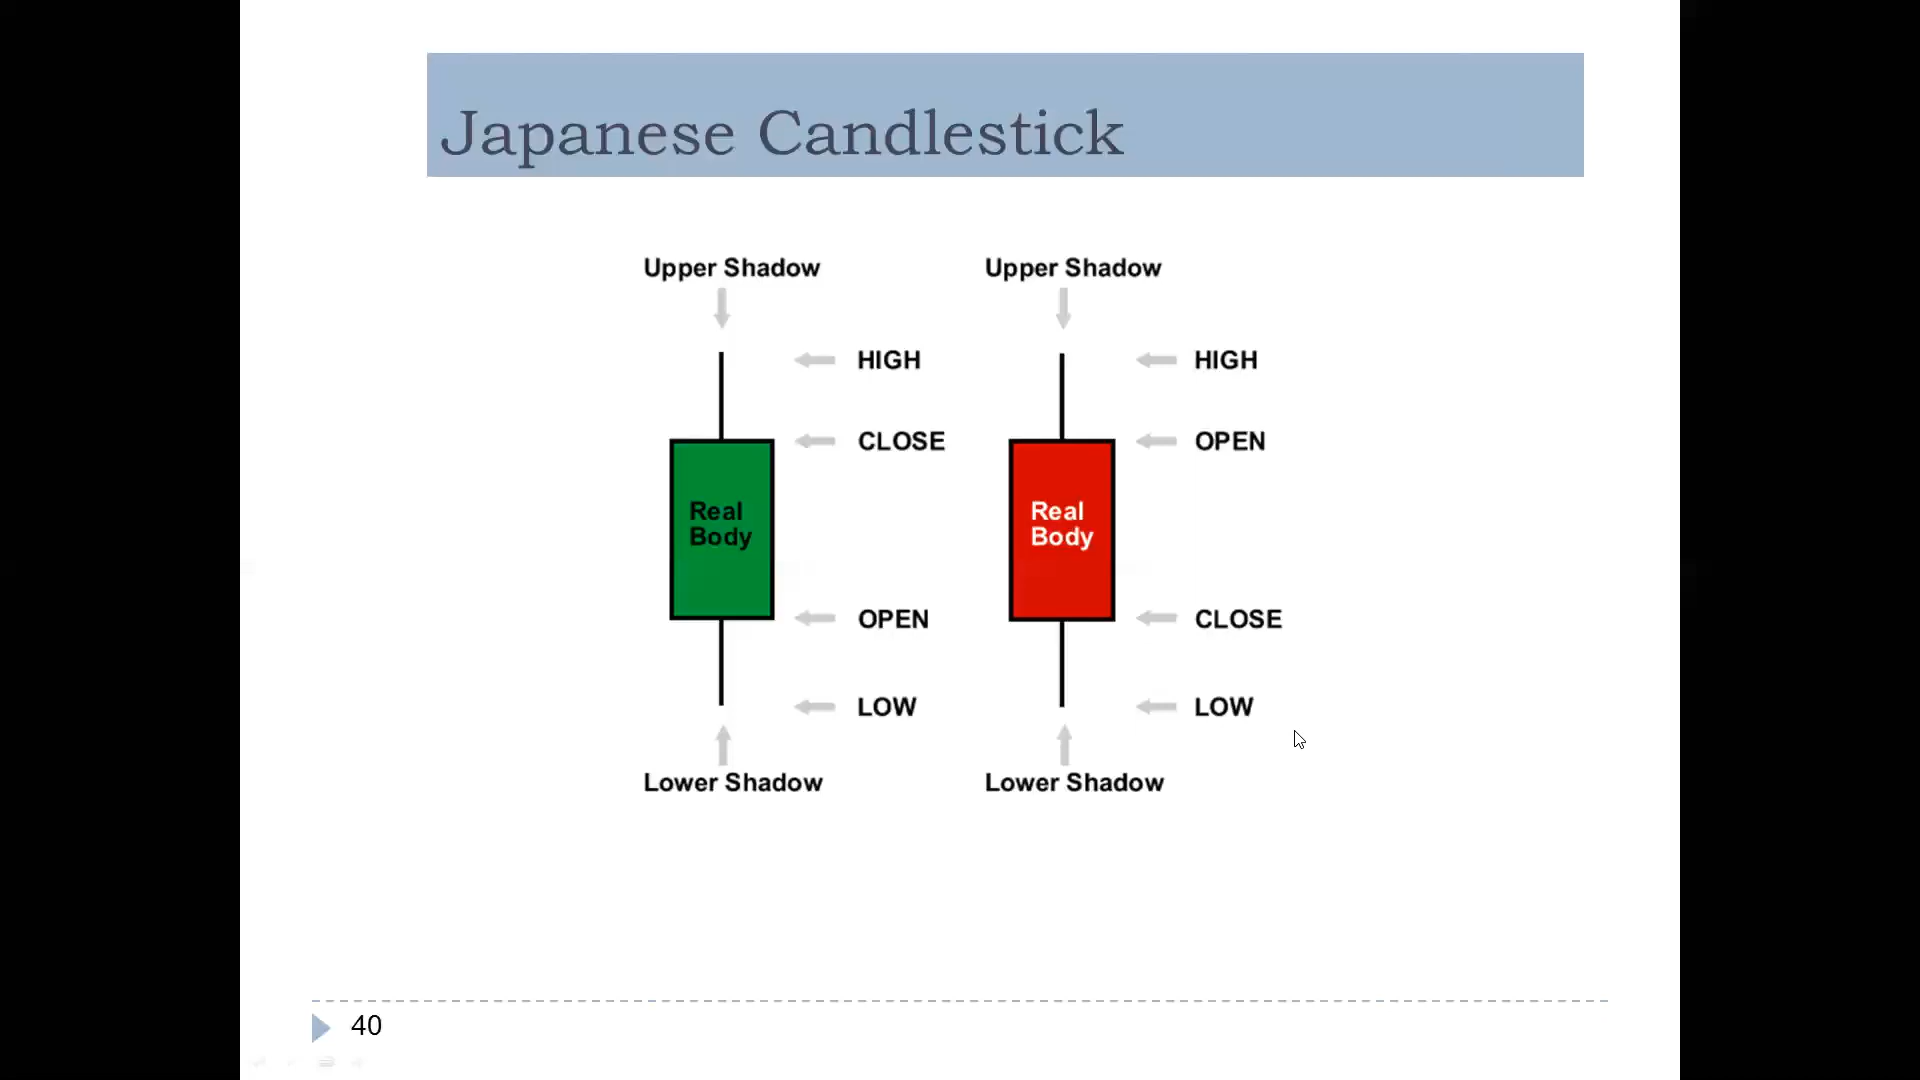 Japanese Candlestick
Upper Shadow
HIGH
CLOSE
Real
Body
OPEN
LOW
Lower Shadow
Upper Shadow
HIGH
OPEN
Real
Body
CLOSE
LOW
Lower Shadow
40